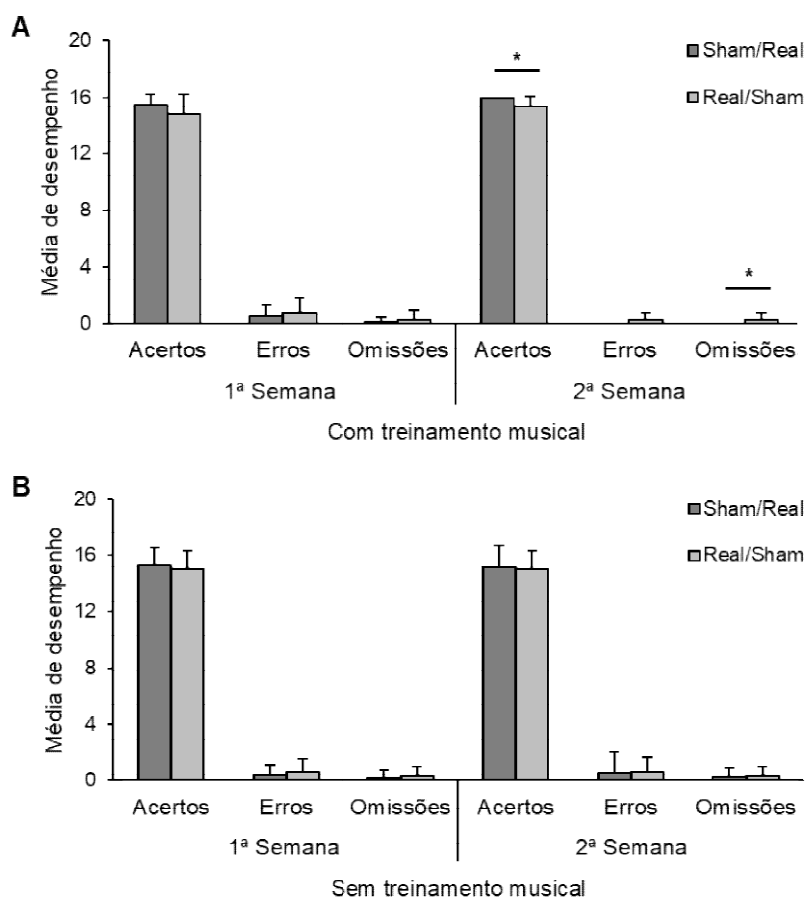 A
20
16
12
8
4
0
Média de desempenho
Sham/Real
Real/Sham
*
*
Acertos Erros Omissões Acertos Erros Omissões
1ª Semana 2ª Semana
Com treinamento musical
B
20
16
12
8
4
0
Média de desempenho
Sham/Real
Real/Sham
Acertos Erros Omissões Acertos Erros Omissões
1ª Semana 2ª Semana
Sem treinamento musical